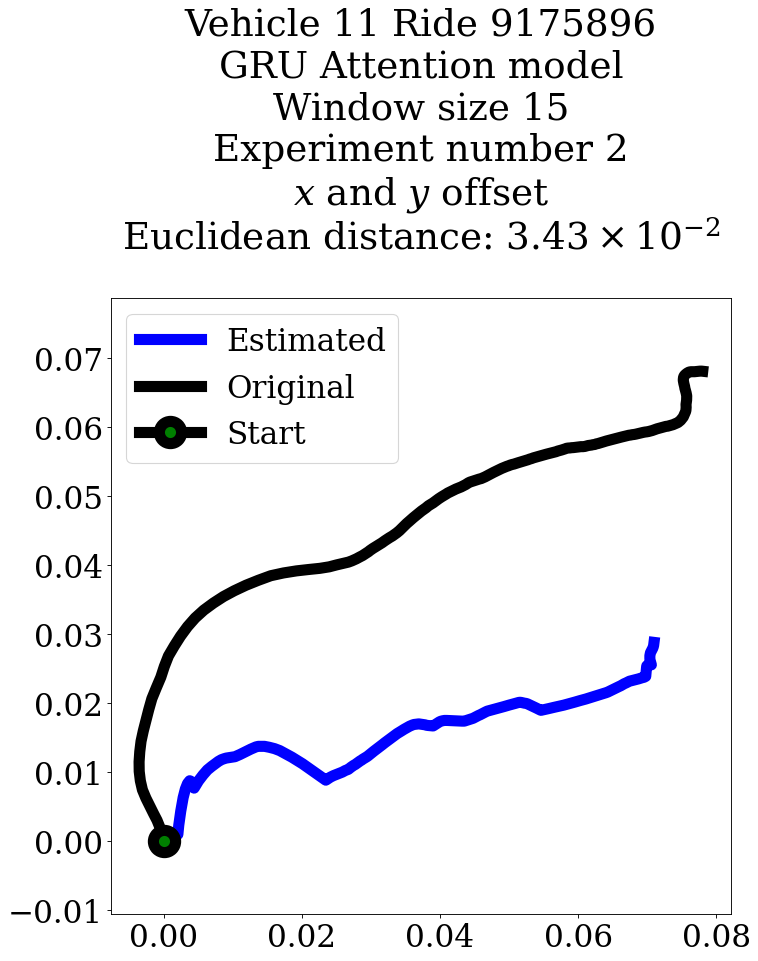 Vehicle 11 Ride 9175896
GRU Attention model
Window size 15
Experiment number 2
x and y offset
Euclidean distance: 3.43 × 10⁻²
Estimated
Original
Start
0.07
0.06
0.05
0.04
0.03
0.02
0.01
0.00
−0.01
0.00 0.02 0.04 0.06 0.08